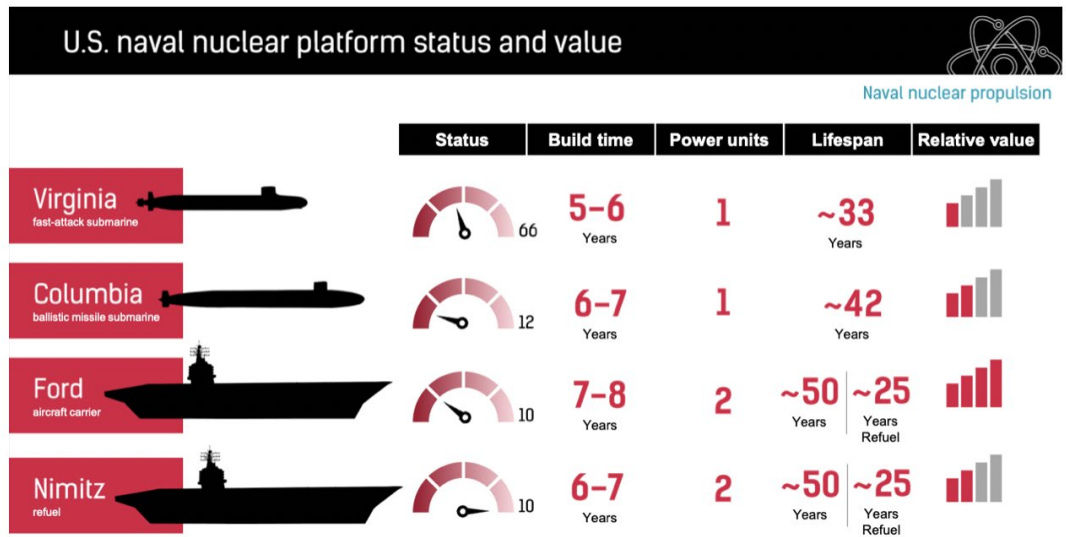 U.S. naval nuclear platform status and value
Naval nuclear propulsion
Status Build time Power units Lifespan Relative value
Virginia
fast-attack submarine
66
5–6
Years
1
~33
Years
Columbia
ballistic missile submarine
12
6–7
Years
1
~42
Years
Ford
aircraft carrier
10
7–8
Years
2
~50
Years
~25
Years
Refuel
Nimitz
refuel
10
6–7
Years
2
~50
Years
~25
Years
Refuel